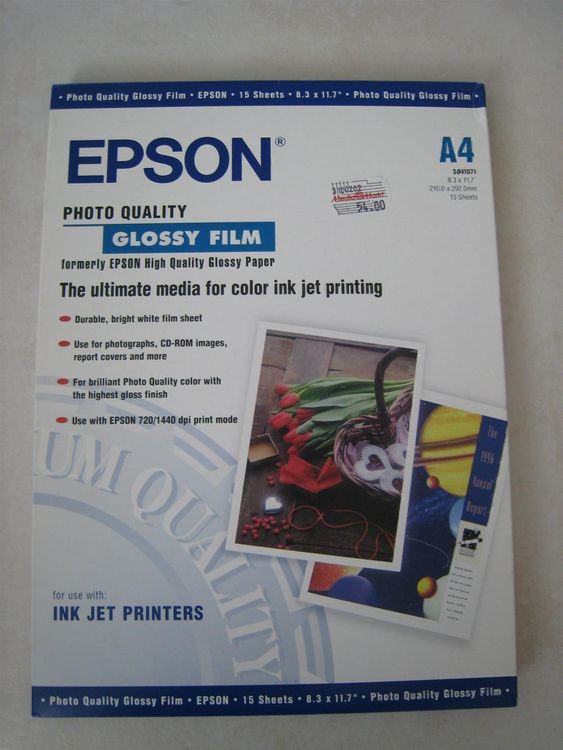 • Photo Quality Glossy Film • EPSON • 15 Sheets • 8.3 x 11.7" • Photo Quality Glossy Film •
EPSON®
A4
S041071
8.3 x 11.7"
210.0 x 297.0mm
15 Sheets
3000202
Media Markt
54.00
PHOTO QUALITY
GLOSSY FILM
formerly EPSON High Quality Glossy Paper
The ultimate media for color ink jet printing
Durable, bright white film sheet
Use for photographs, CD-ROM images,
report covers and more
For brilliant Photo Quality color with
the highest gloss finish
Use with EPSON 720/1440 dpi print mode
The
1996
Annual
Report
UM QUALITY
for use with:
INK JET PRINTERS
• Photo Quality Glossy Film • EPSON • 15 Sheets • 8.3 x 11.7" • Photo Quality Glossy Film •